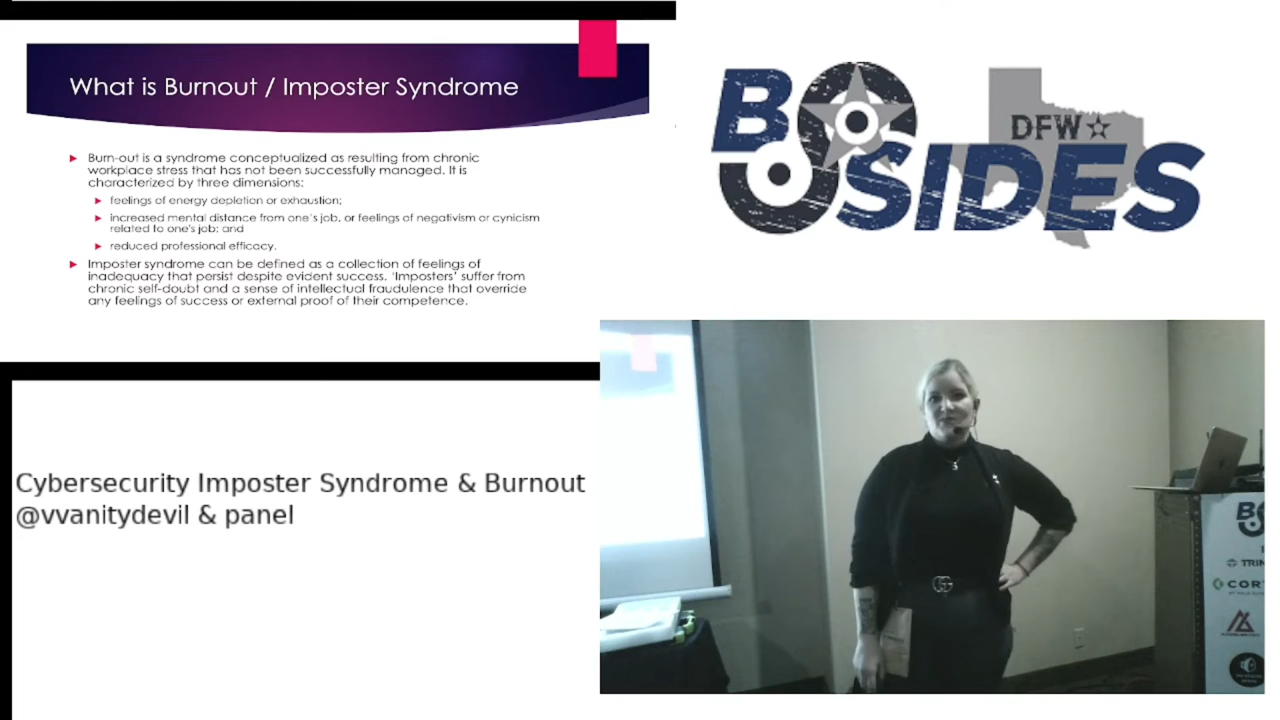 What is Burnout / Imposter Syndrome
Burn-out is a syndrome conceptualized as resulting from chronic
workplace stress that has not been successfully managed. It is
characterized by three dimensions:
feelings of energy depletion or exhaustion;
increased mental distance from one's job, or feelings of negativism or cynicism
related to one's job; and
reduced professional efficacy.
Imposter syndrome can be defined as a collection of feelings of
inadequacy that persist despite evident success. 'Imposters' suffer from
chronic self-doubt and a sense of intellectual fraudulence that override
any feelings of success or external proof of their competence.
DFW
BSIDES
Cybersecurity Imposter Syndrome & Burnout
@vvanitydevil & panel
B
TRIN
COR